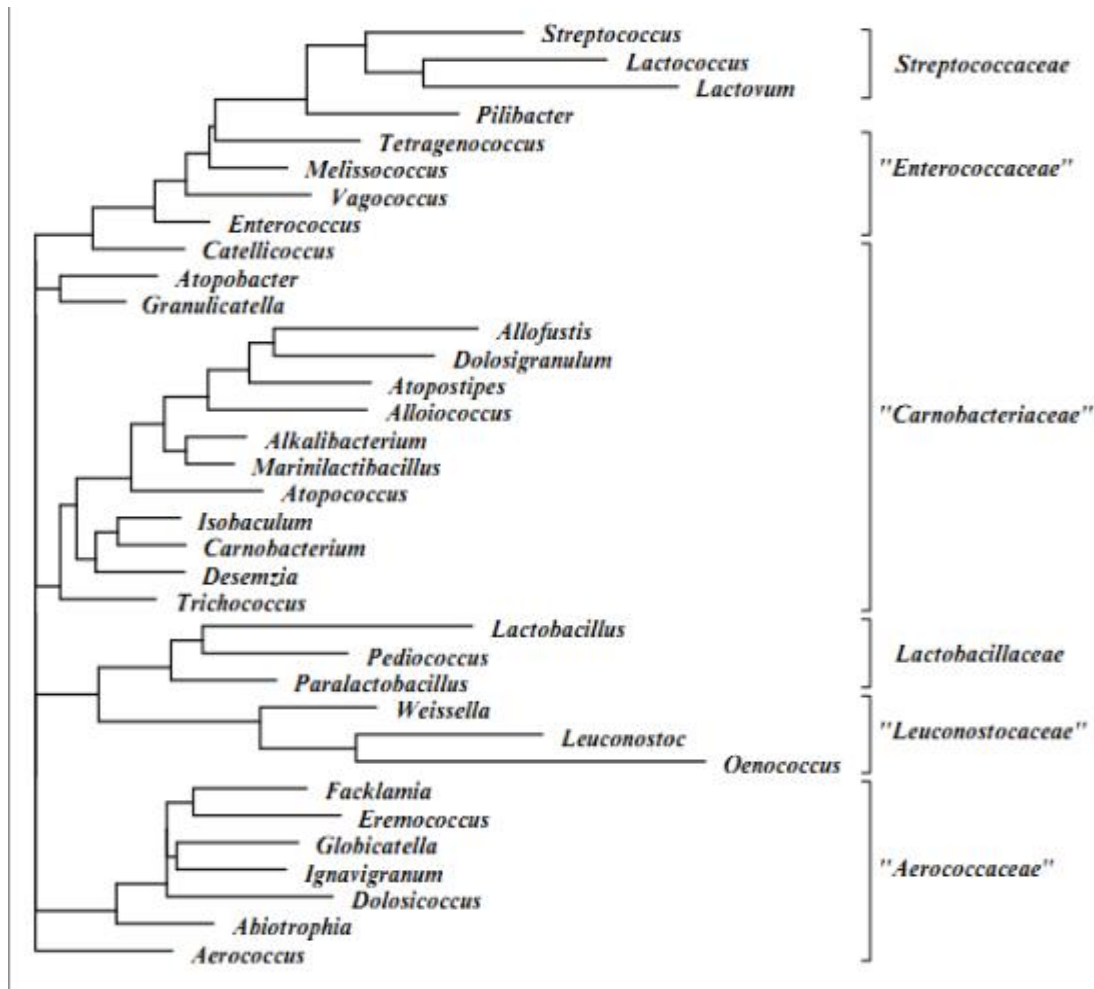 Streptococcus
Lactococcus
Streptococcaceae
Lactovum
Pilibacter
Tetragenococcus
Melissococcus
"Enterococcaceae"
Vagococcus
Enterococcus
Catellicoccus
Atopobacter
Granulicatella
Allofustis
Dolosigranulum
Atopostipes
Alloiococcus
"Carnobacteriaceae"
Alkalibacterium
Marinilactibacillus
Atopococcus
Isobaculum
Carnobacterium
Desemzia
Trichococcus
Lactobacillus
Pediococcus
Lactobacillaceae
Paralactobacillus
Weissella
"Leuconostocaceae"
Leuconostoc
Oenococcus
Facklamia
Eremococcus
Globicatella
"Aerococcaceae"
Ignavigranum
Dolosicoccus
Abiotrophia
Aerococcus